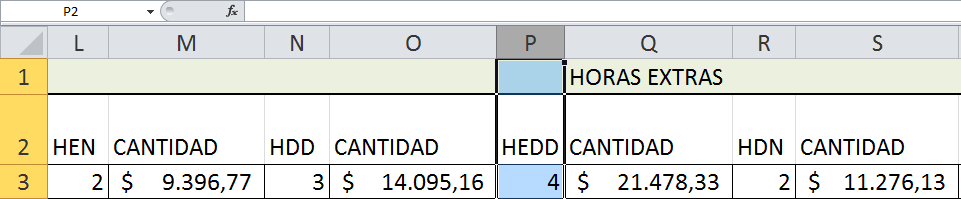 P2 fx
L M N O P Q R S
1 HORAS EXTRAS
2 HEN CANTIDAD HDD CANTIDAD HEDD CANTIDAD HDN CANTIDAD
3 2 $ 9.396,77 3 $ 14.095,16 4 $ 21.478,33 2 $ 11.276,13